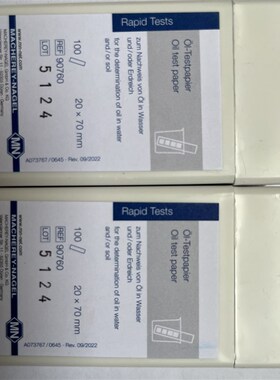 Rapid Tests
Öl-Testpapier
Oil test paper
zum Nachweis von Öl in Wasser
und / oder Erdreich
for the determination of oil in water
and / or soil
100
20 x 70 mm
REF 90760
LOT 5 1 2 4
A073767 / 0645 - Rev. 09/2022
MACHEREY-NAGEL
www.mn-net.com
MN
Rapid Tests
Öl-Testpapier
Oil test paper
zum Nachweis von Öl in Wasser
und / oder Erdreich
for the determination of oil in water
and / or soil
100
20 x 70 mm
REF 90760
LOT 5 1 2 4
A073767 / 0645 - Rev. 09/2022
MACHEREY-NAGEL
MN